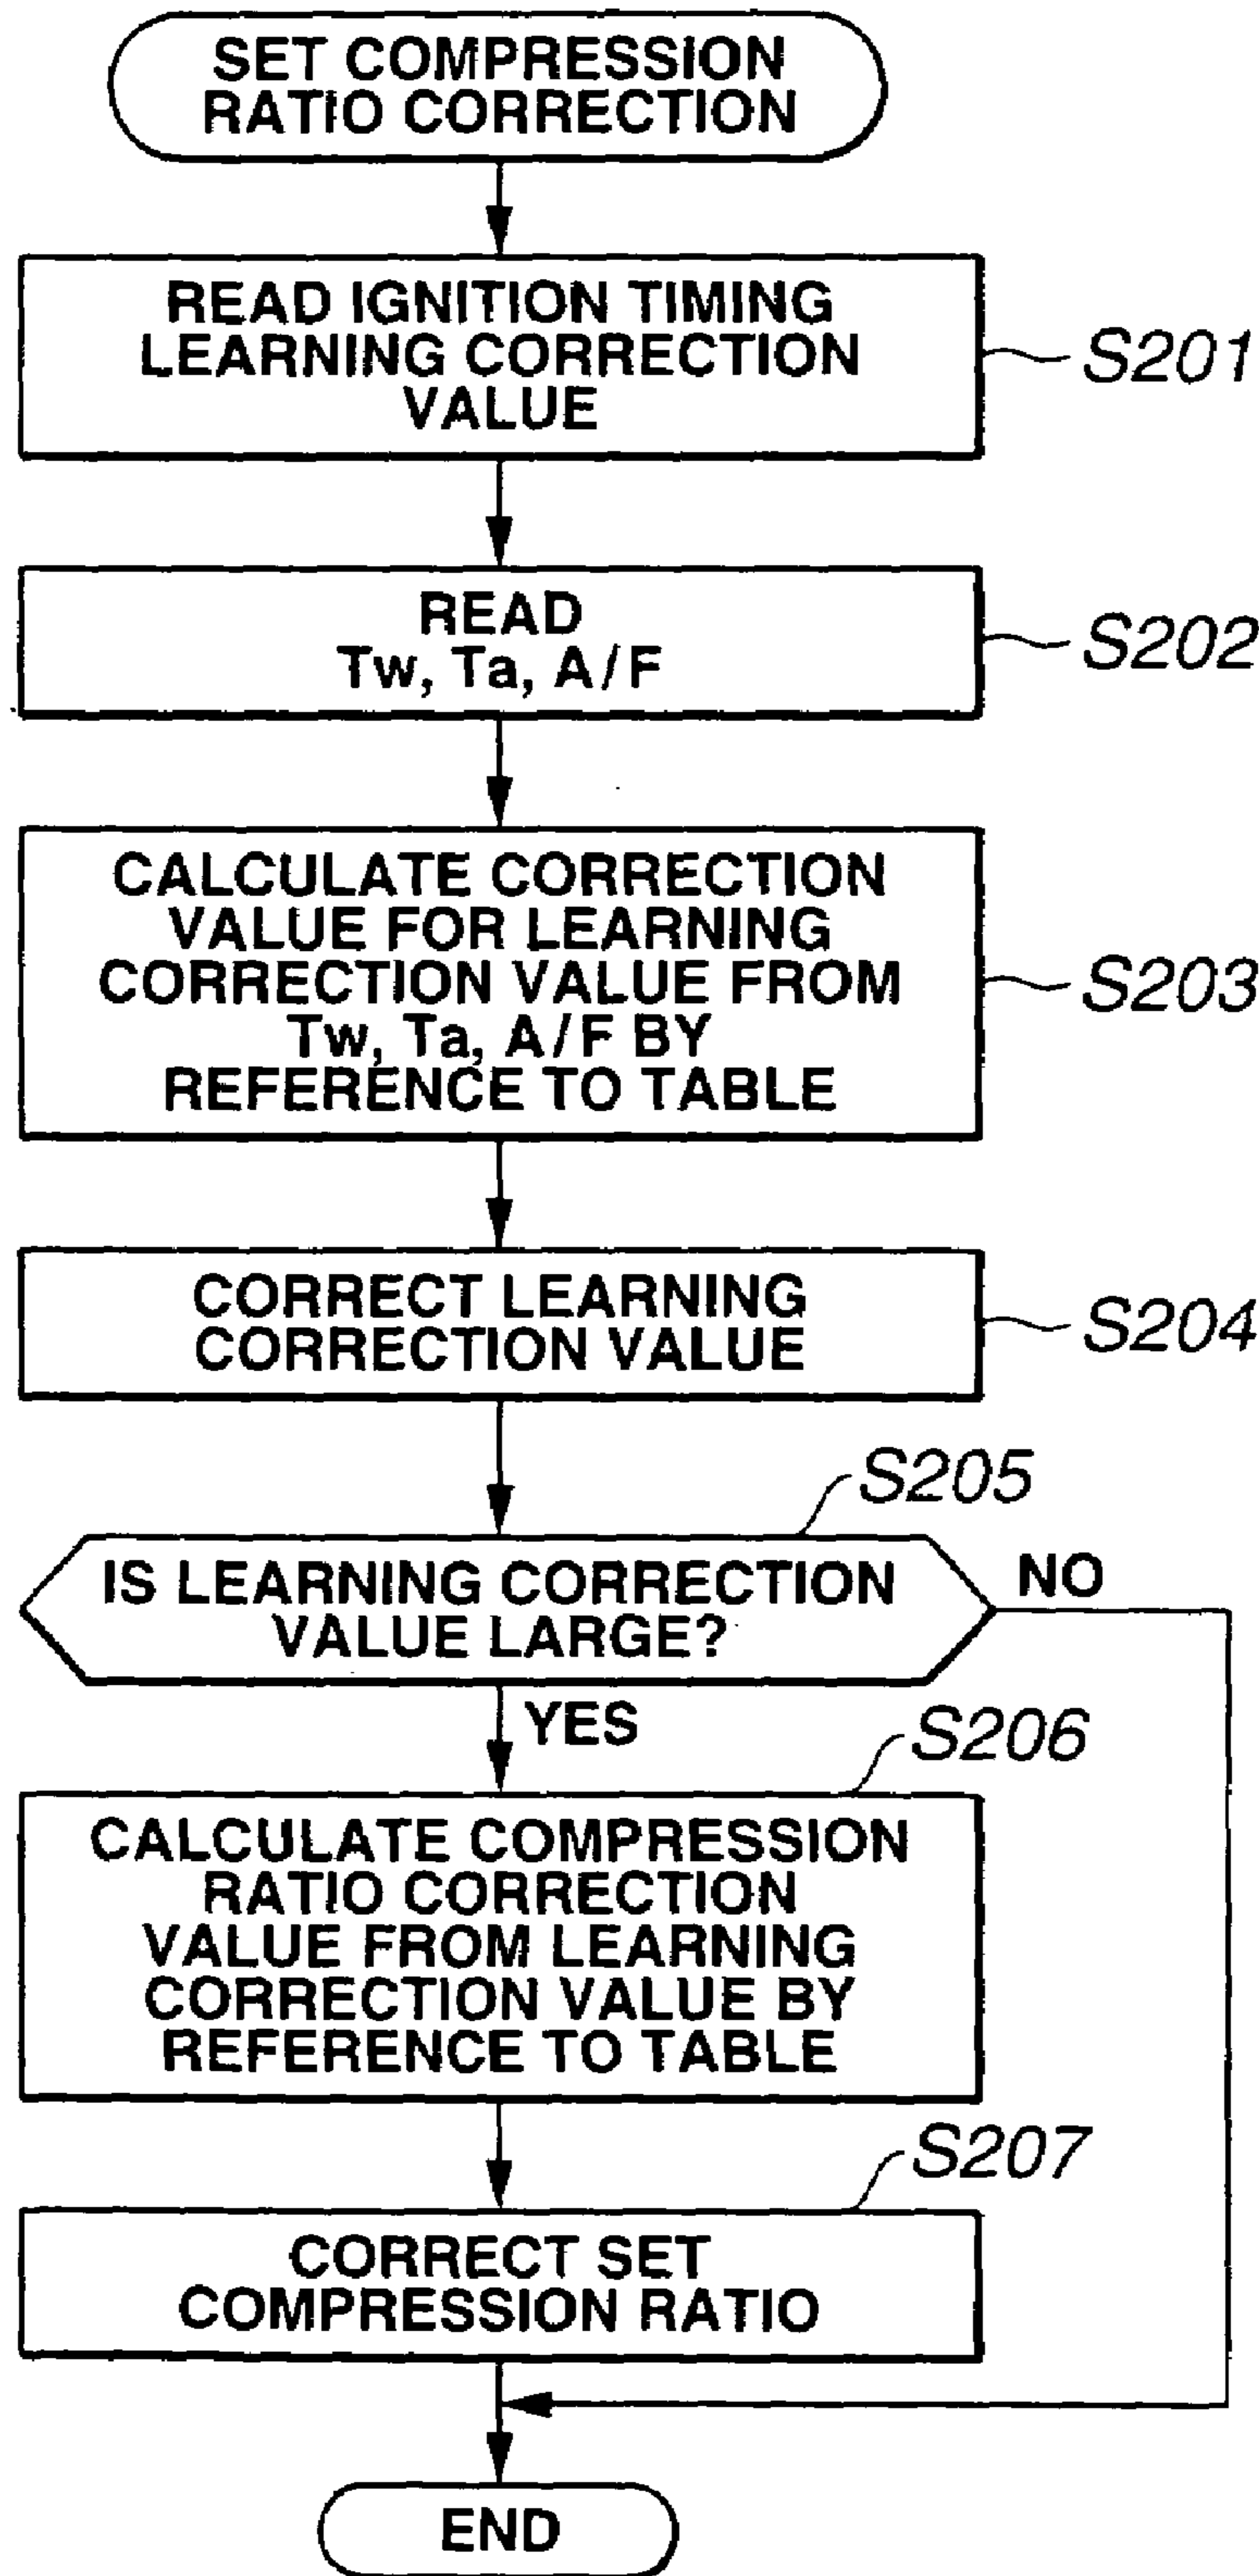 SET COMPRESSION
RATIO CORRECTION
READ IGNITION TIMING
LEARNING CORRECTION
VALUE
S201
READ
Tw, Ta, A/F
S202
CALCULATE CORRECTION
VALUE FOR LEARNING
CORRECTION VALUE FROM
Tw, Ta, A/F BY
REFERENCE TO TABLE
S203
CORRECT LEARNING
CORRECTION VALUE
S204
S205
IS LEARNING CORRECTION
VALUE LARGE?
NO
YES
S206
CALCULATE COMPRESSION
RATIO CORRECTION
VALUE FROM LEARNING
CORRECTION VALUE BY
REFERENCE TO TABLE
S207
CORRECT SET
COMPRESSION RATIO
END